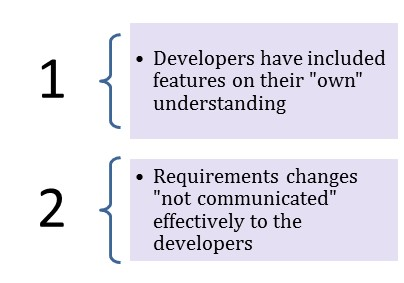 1
• Developers have included
features on their "own"
understanding
2
• Requirements changes
"not communicated"
effectively to the
developers